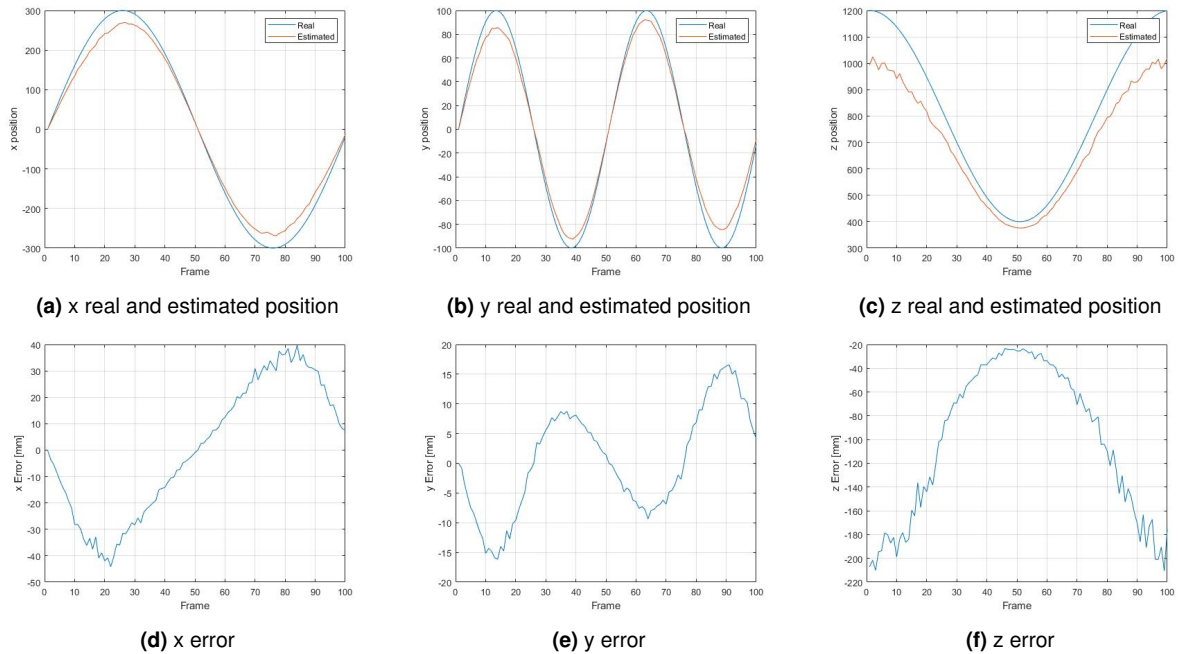 300
200
100
0
-100
-200
-300
x position
Real
Estimated
0 10 20 30 40 50 60 70 80 90 100
Frame
(a) x real and estimated position
100
80
60
40
20
0
-20
-40
-60
-80
-100
y position
Real
Estimated
0 10 20 30 40 50 60 70 80 90 100
Frame
(b) y real and estimated position
1200
1100
1000
900
800
700
600
500
400
300
z position
Real
Estimated
0 10 20 30 40 50 60 70 80 90 100
Frame
(c) z real and estimated position
40
30
20
10
0
-10
-20
-30
-40
-50
x Error [mm]
0 10 20 30 40 50 60 70 80 90 100
Frame
(d) x error
20
15
10
5
0
-5
-10
-15
-20
y Error [mm]
0 10 20 30 40 50 60 70 80 90 100
Frame
(e) y error
-20
-40
-60
-80
-100
-120
-140
-160
-180
-200
-220
z Error [mm]
0 10 20 30 40 50 60 70 80 90 100
Frame
(f) z error